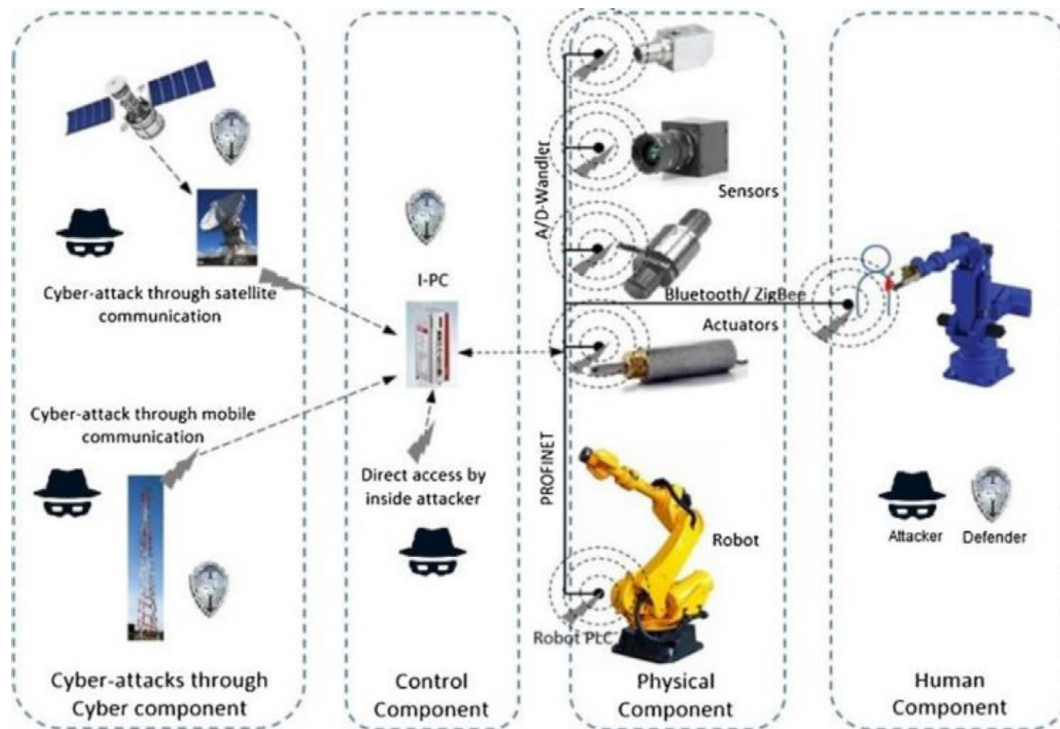 Cyber-attack through satellite
communication
Cyber-attack through mobile
communication
Cyber-attacks through
Cyber component
I-PC
Direct access by
inside attacker
Control
Component
A/D-Wandler
Sensors
Bluetooth/ ZigBee
Actuators
PROFINET
Robot
Robot PLC
Physical
Component
Attacker
Defender
Human
Component